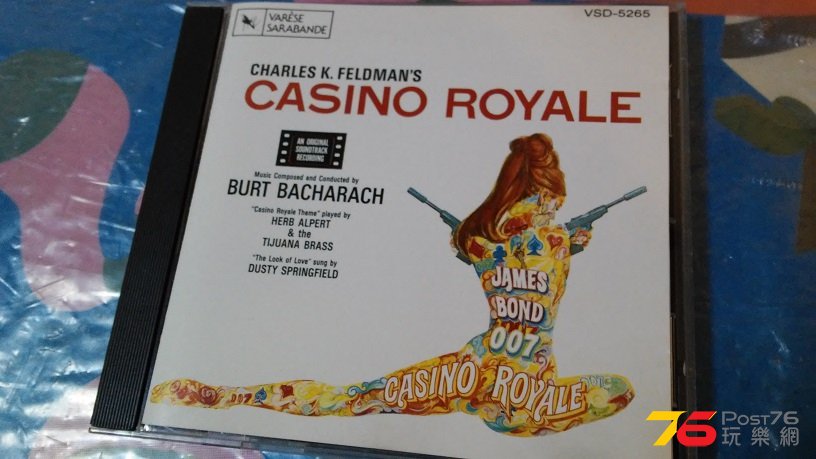 VARÈSE
SARABANDE
VSD-5265
CHARLES K. FELDMAN'S
CASINO ROYALE
AN ORIGINAL
SOUNDTRACK
RECORDING
Music Composed and Conducted by
BURT BACHARACH
"Casino Royale Theme" played by
HERB ALPERT
& the
TIJUANA BRASS
"The Look of Love" sung by
DUSTY SPRINGFIELD
JAMES
BOND
007
007
CASINO ROYALE
76 POST76
玩樂網